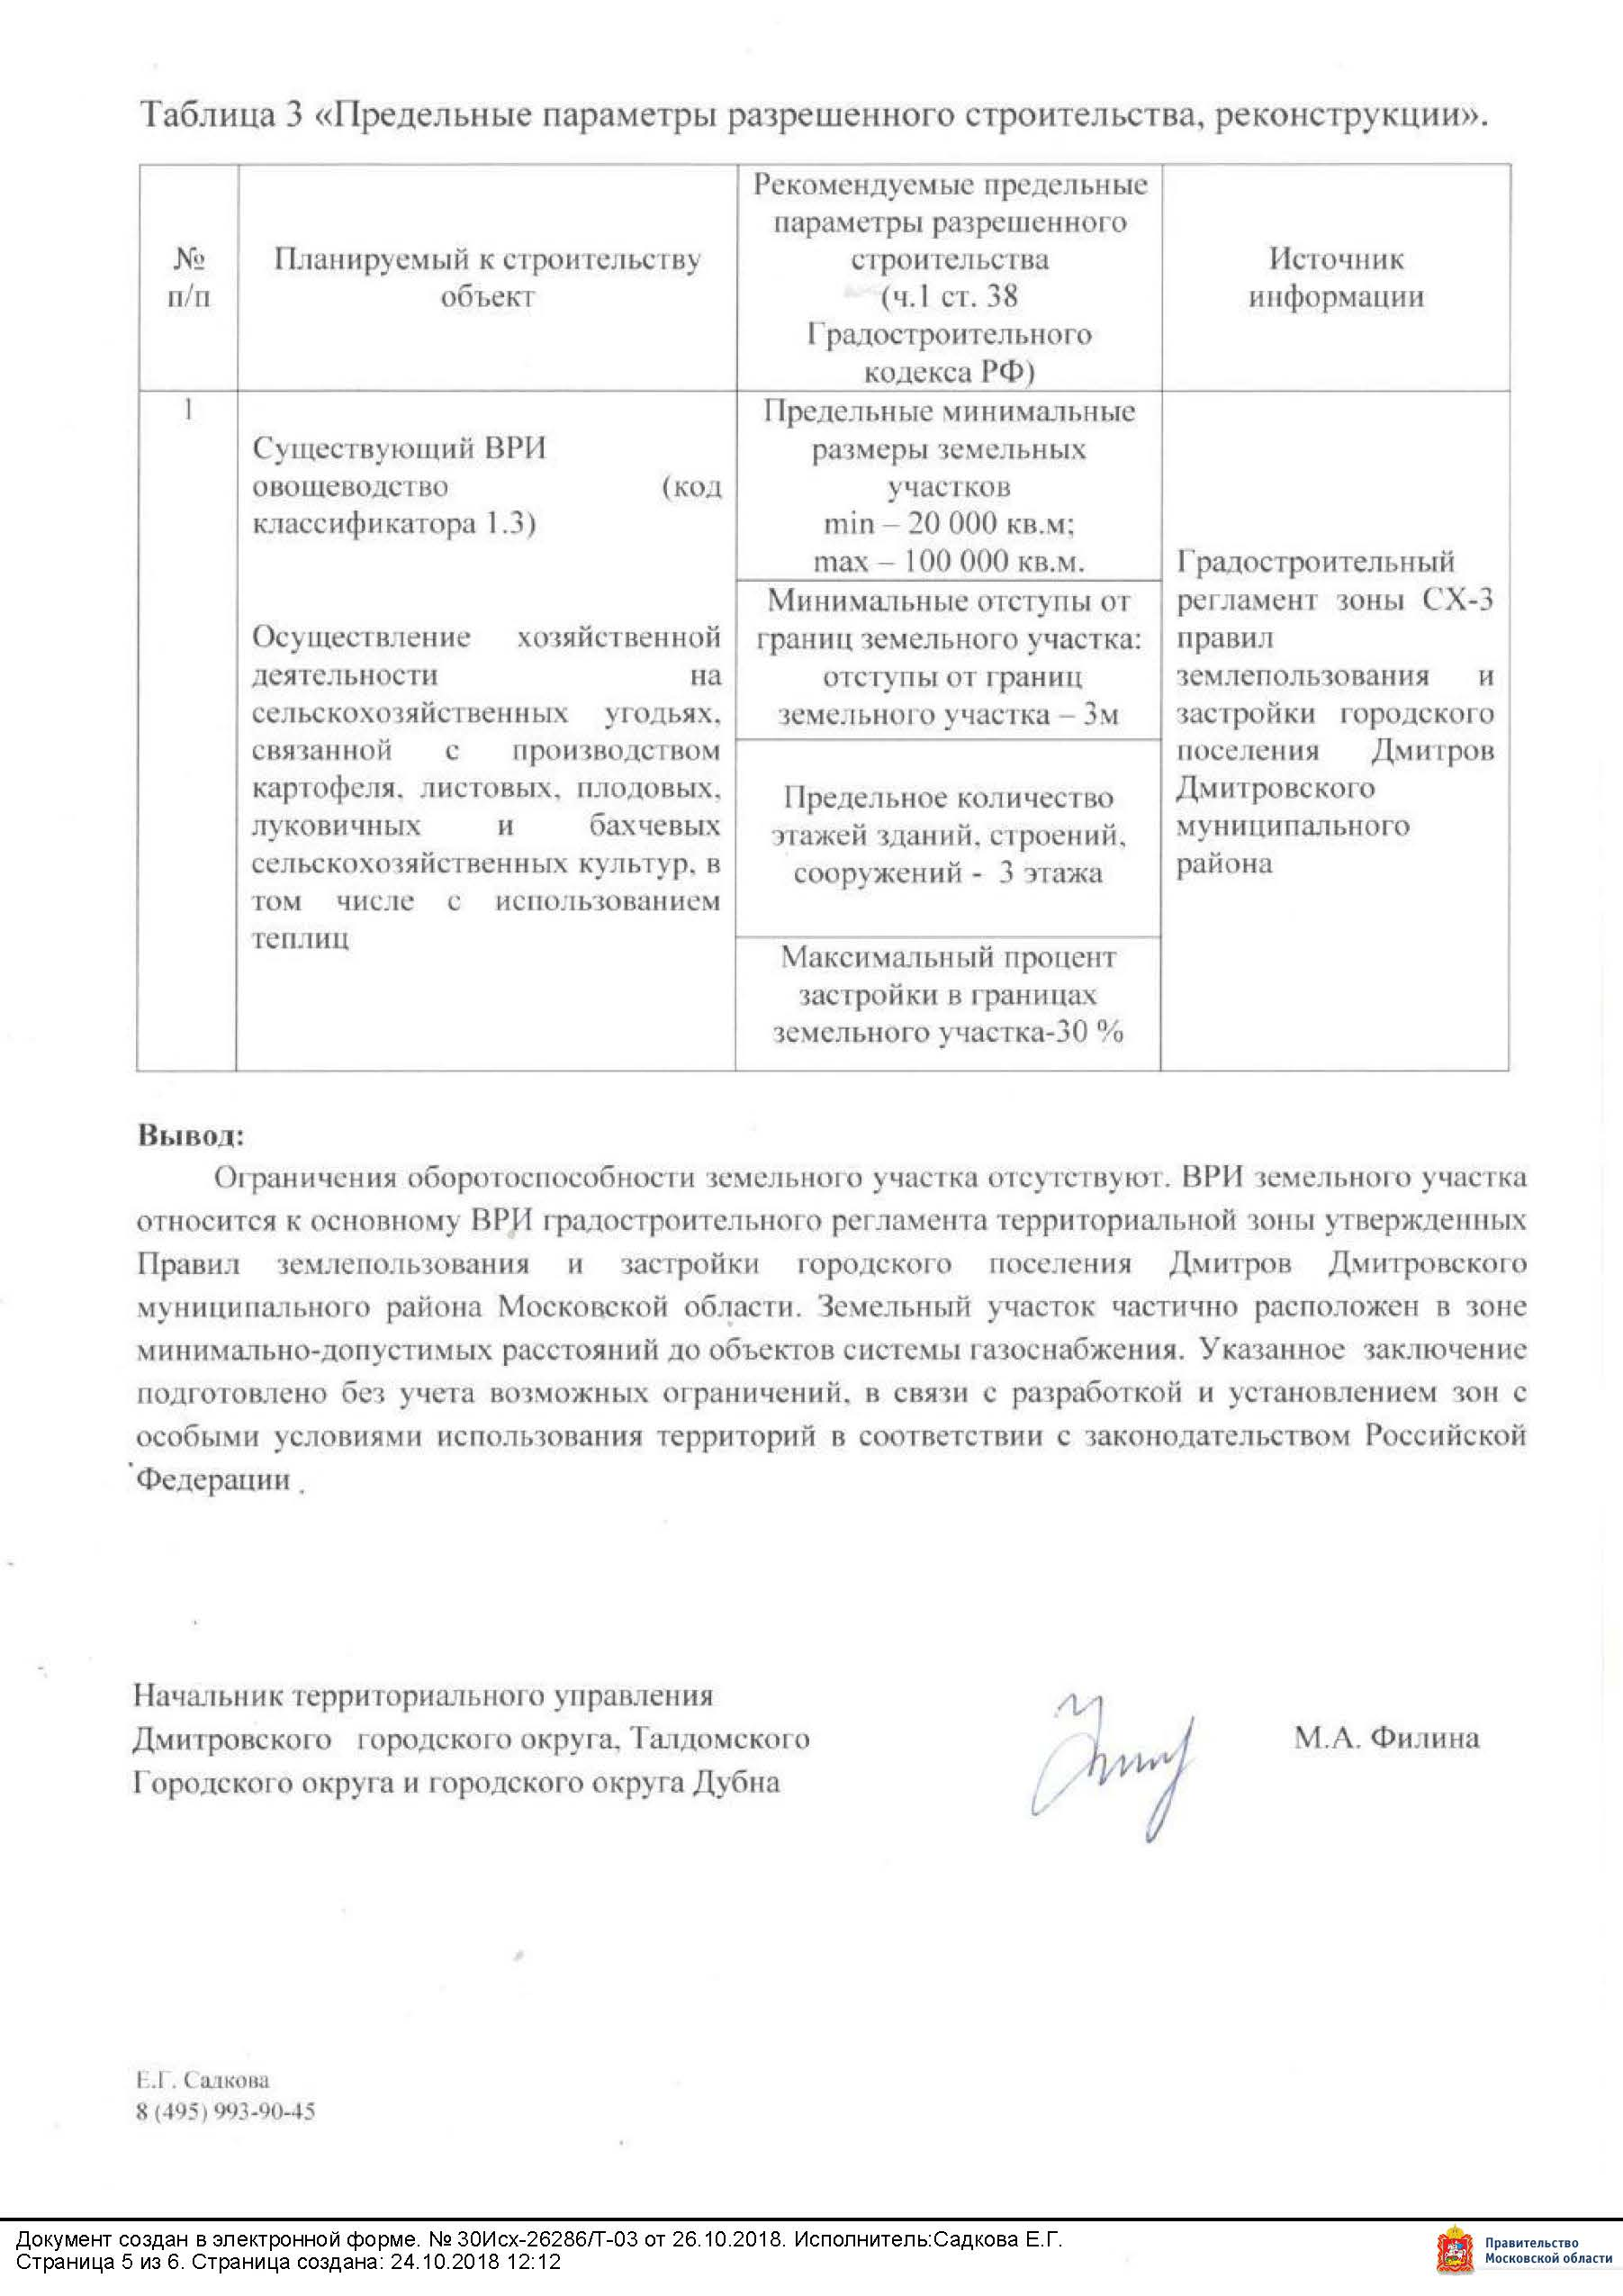 Таблица 3 «Предельные параметры разрешенного строительства, реконструкции».
№
п/п
Планируемый к строительству
объект
Рекомендуемые предельные
параметры разрешенного
строительства
(ч.1 ст. 38
Градостроительного
кодекса РФ)
Источник
информации
1
Существующий ВРИ
овощеводство (код
классификатора 1.3)
Осуществление хозяйственной
деятельности на
сельскохозяйственных угодьях,
связанной с производством
картофеля, листовых, плодовых,
луковичных и бахчевых
сельскохозяйственных культур, в
том числе с использованием
теплиц
Предельные минимальные
размеры земельных
участков
min – 20 000 кв.м;
max – 100 000 кв.м.
Минимальные отступы от
границ земельного участка:
отступы от границ
земельного участка – 3м
Предельное количество
этажей зданий, строений,
сооружений - 3 этажа
Максимальный процент
застройки в границах
земельного участка-30 %
Градостроительный
регламент зоны СХ-3
правил
землепользования и
застройки городского
поселения Дмитров
Дмитровского
муниципального
района
Вывод:
Ограничения оборотоспособности земельного участка отсутствуют. ВРИ земельного участка
относится к основному ВРИ градостроительного регламента территориальной зоны утвержденных
Правил землепользования и застройки городского поселения Дмитров Дмитровского
муниципального района Московской области. Земельный участок частично расположен в зоне
минимально-допустимых расстояний до объектов системы газоснабжения. Указанное заключение
подготовлено без учета возможных ограничений, в связи с разработкой и установлением зон с
особыми условиями использования территорий в соответствии с законодательством Российской
Федерации .
Начальник территориального управления
Дмитровского городского округа, Талдомского
Городского округа и городского округа Дубна
М.А. Филина
Е.Г. Садкова
8 (495) 993-90-45
Документ создан в электронной форме. № 30Исх-26286/Т-03 от 26.10.2018. Исполнитель:Садкова Е.Г.
Страница 5 из 6. Страница создана: 24.10.2018 12:12
Правительство
Московской области